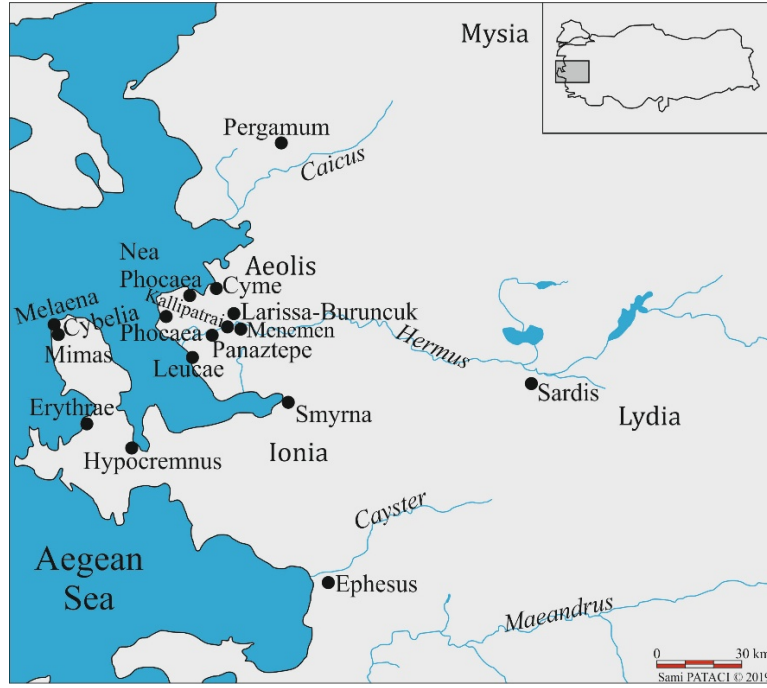 Mysia
Pergamum
Caicus
Nea
Phocaea
Aeolis
Cyme
Melaena
Cybelia
Mimas
Kallipatrai
Larissa-Buruncuk
Menemen
Phocaea
Panaztepe
Hermus
Leucae
Sardis
Erythrae
Smyrna
Lydia
Hypocremnus
Ionia
Cayster
Aegean
Sea
Ephesus
Maeandrus
0 30 km
Sami PATACI © 2019